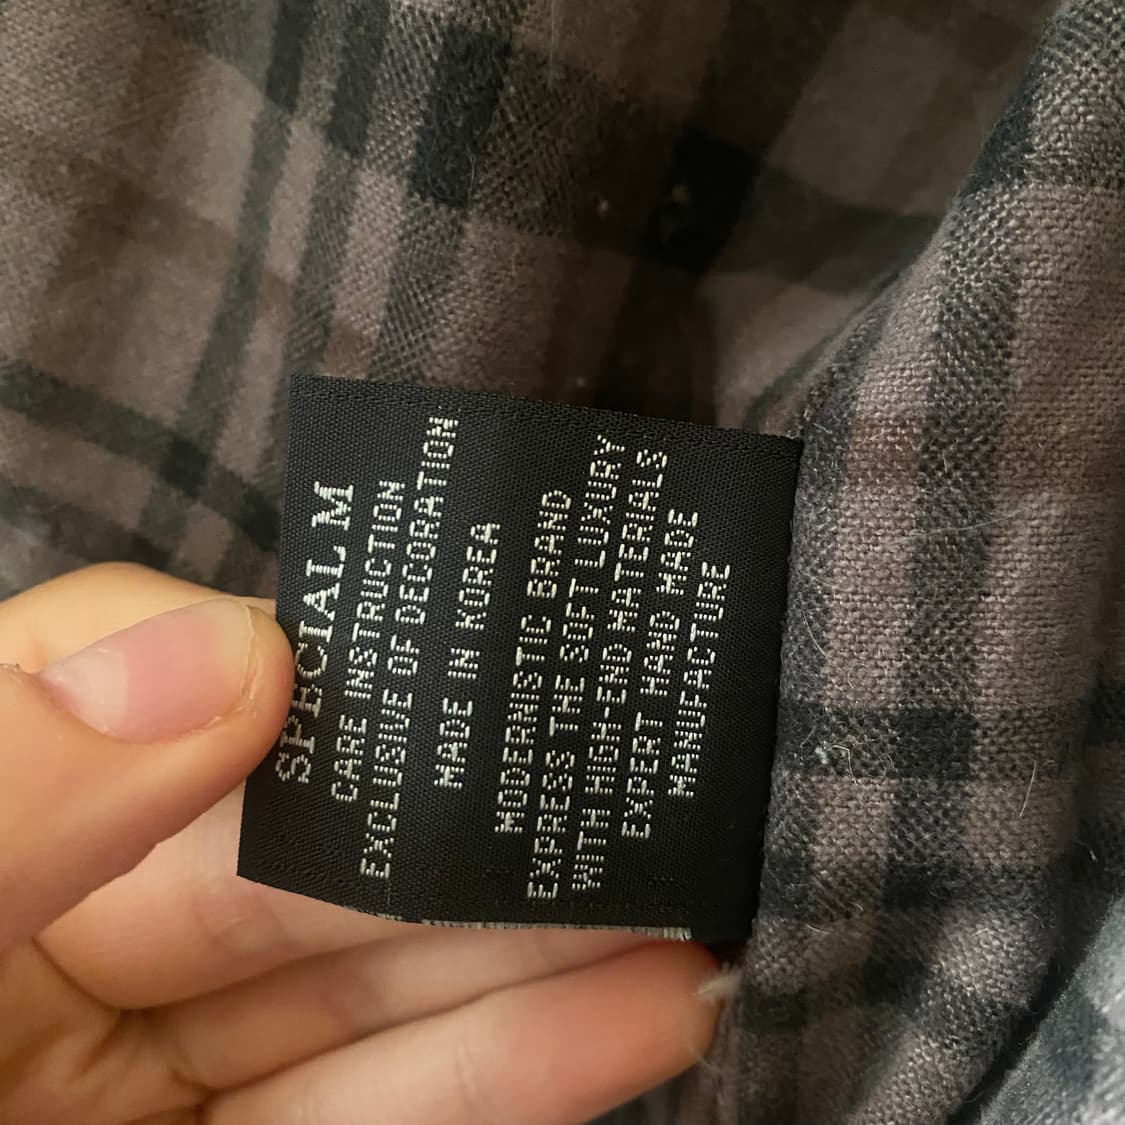 SPECIAL M
CARE INSTRUCTION
EXCLUSIVE OF DECORATION
MADE IN KOREA
MODERNISTIC BRAND
EXPRESS THE SOFT LUXURY
WITH HIGH-END MATERIALS
EXPERT HAND MADE
MANUFACTURE